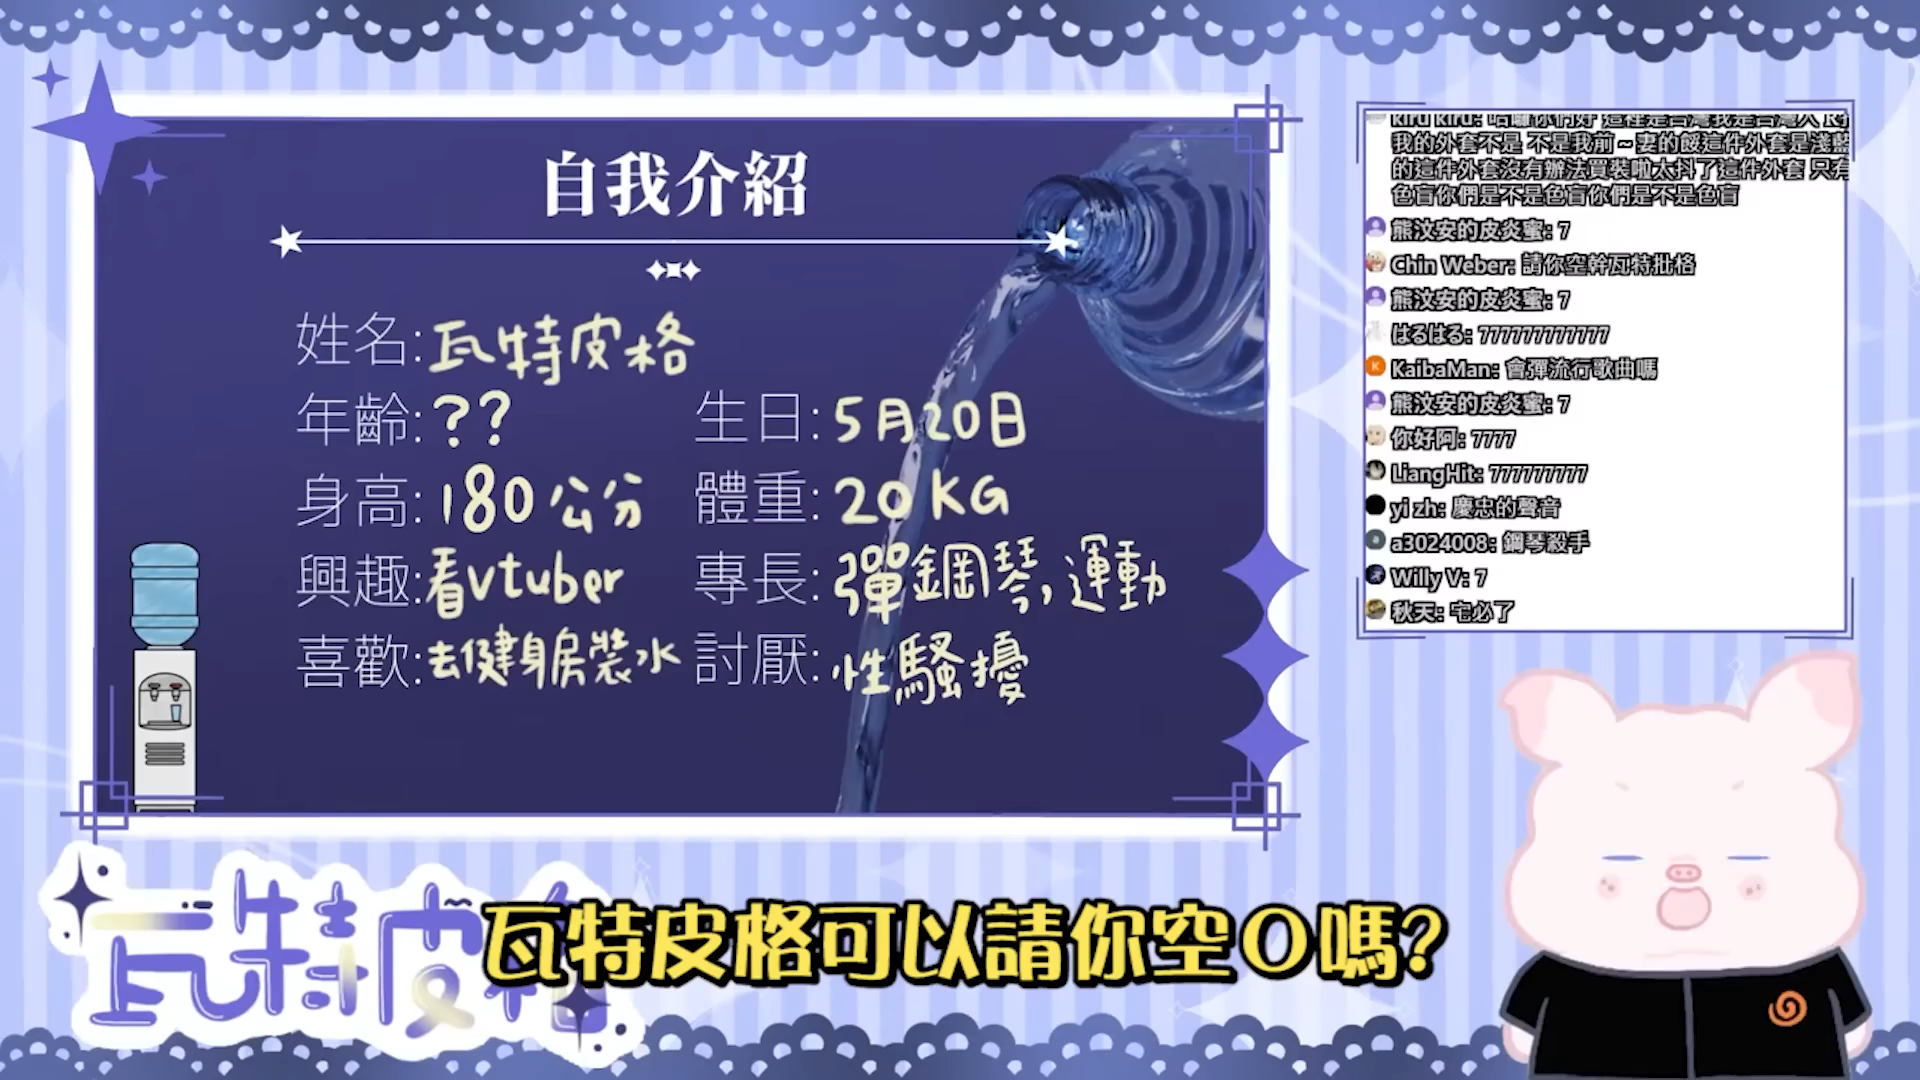 自我介紹
姓名:瓦特皮格
年齡:??
生日:5月20日
身高:180公分
體重:20KG
興趣:看vtuber
專長:彈鋼琴,運動
喜歡:去健身房裝水
討厭:性騷擾
我的外套不是 不是我前～妻的餒這件外套是淺藍
的這件外套沒有辦法買裝啦太抖了這件外套 只有
色盲你們是不是色盲你們是不是色盲
熊汶安的皮炎蜜: 7
Chin Weber: 請你空幹瓦特批格
熊汶安的皮炎蜜: 7
はるはる: 777777777777
K
KaibaMan: 會彈流行歌曲嗎
熊汶安的皮炎蜜: 7
你好阿: 7777
LiangHit: 777777777
yi zh: 慶忠的聲音
a
a3024008: 鋼琴殺手
Willy V: 7
秋天: 宅必了
瓦特皮格
瓦特皮格可以請你空O嗎?